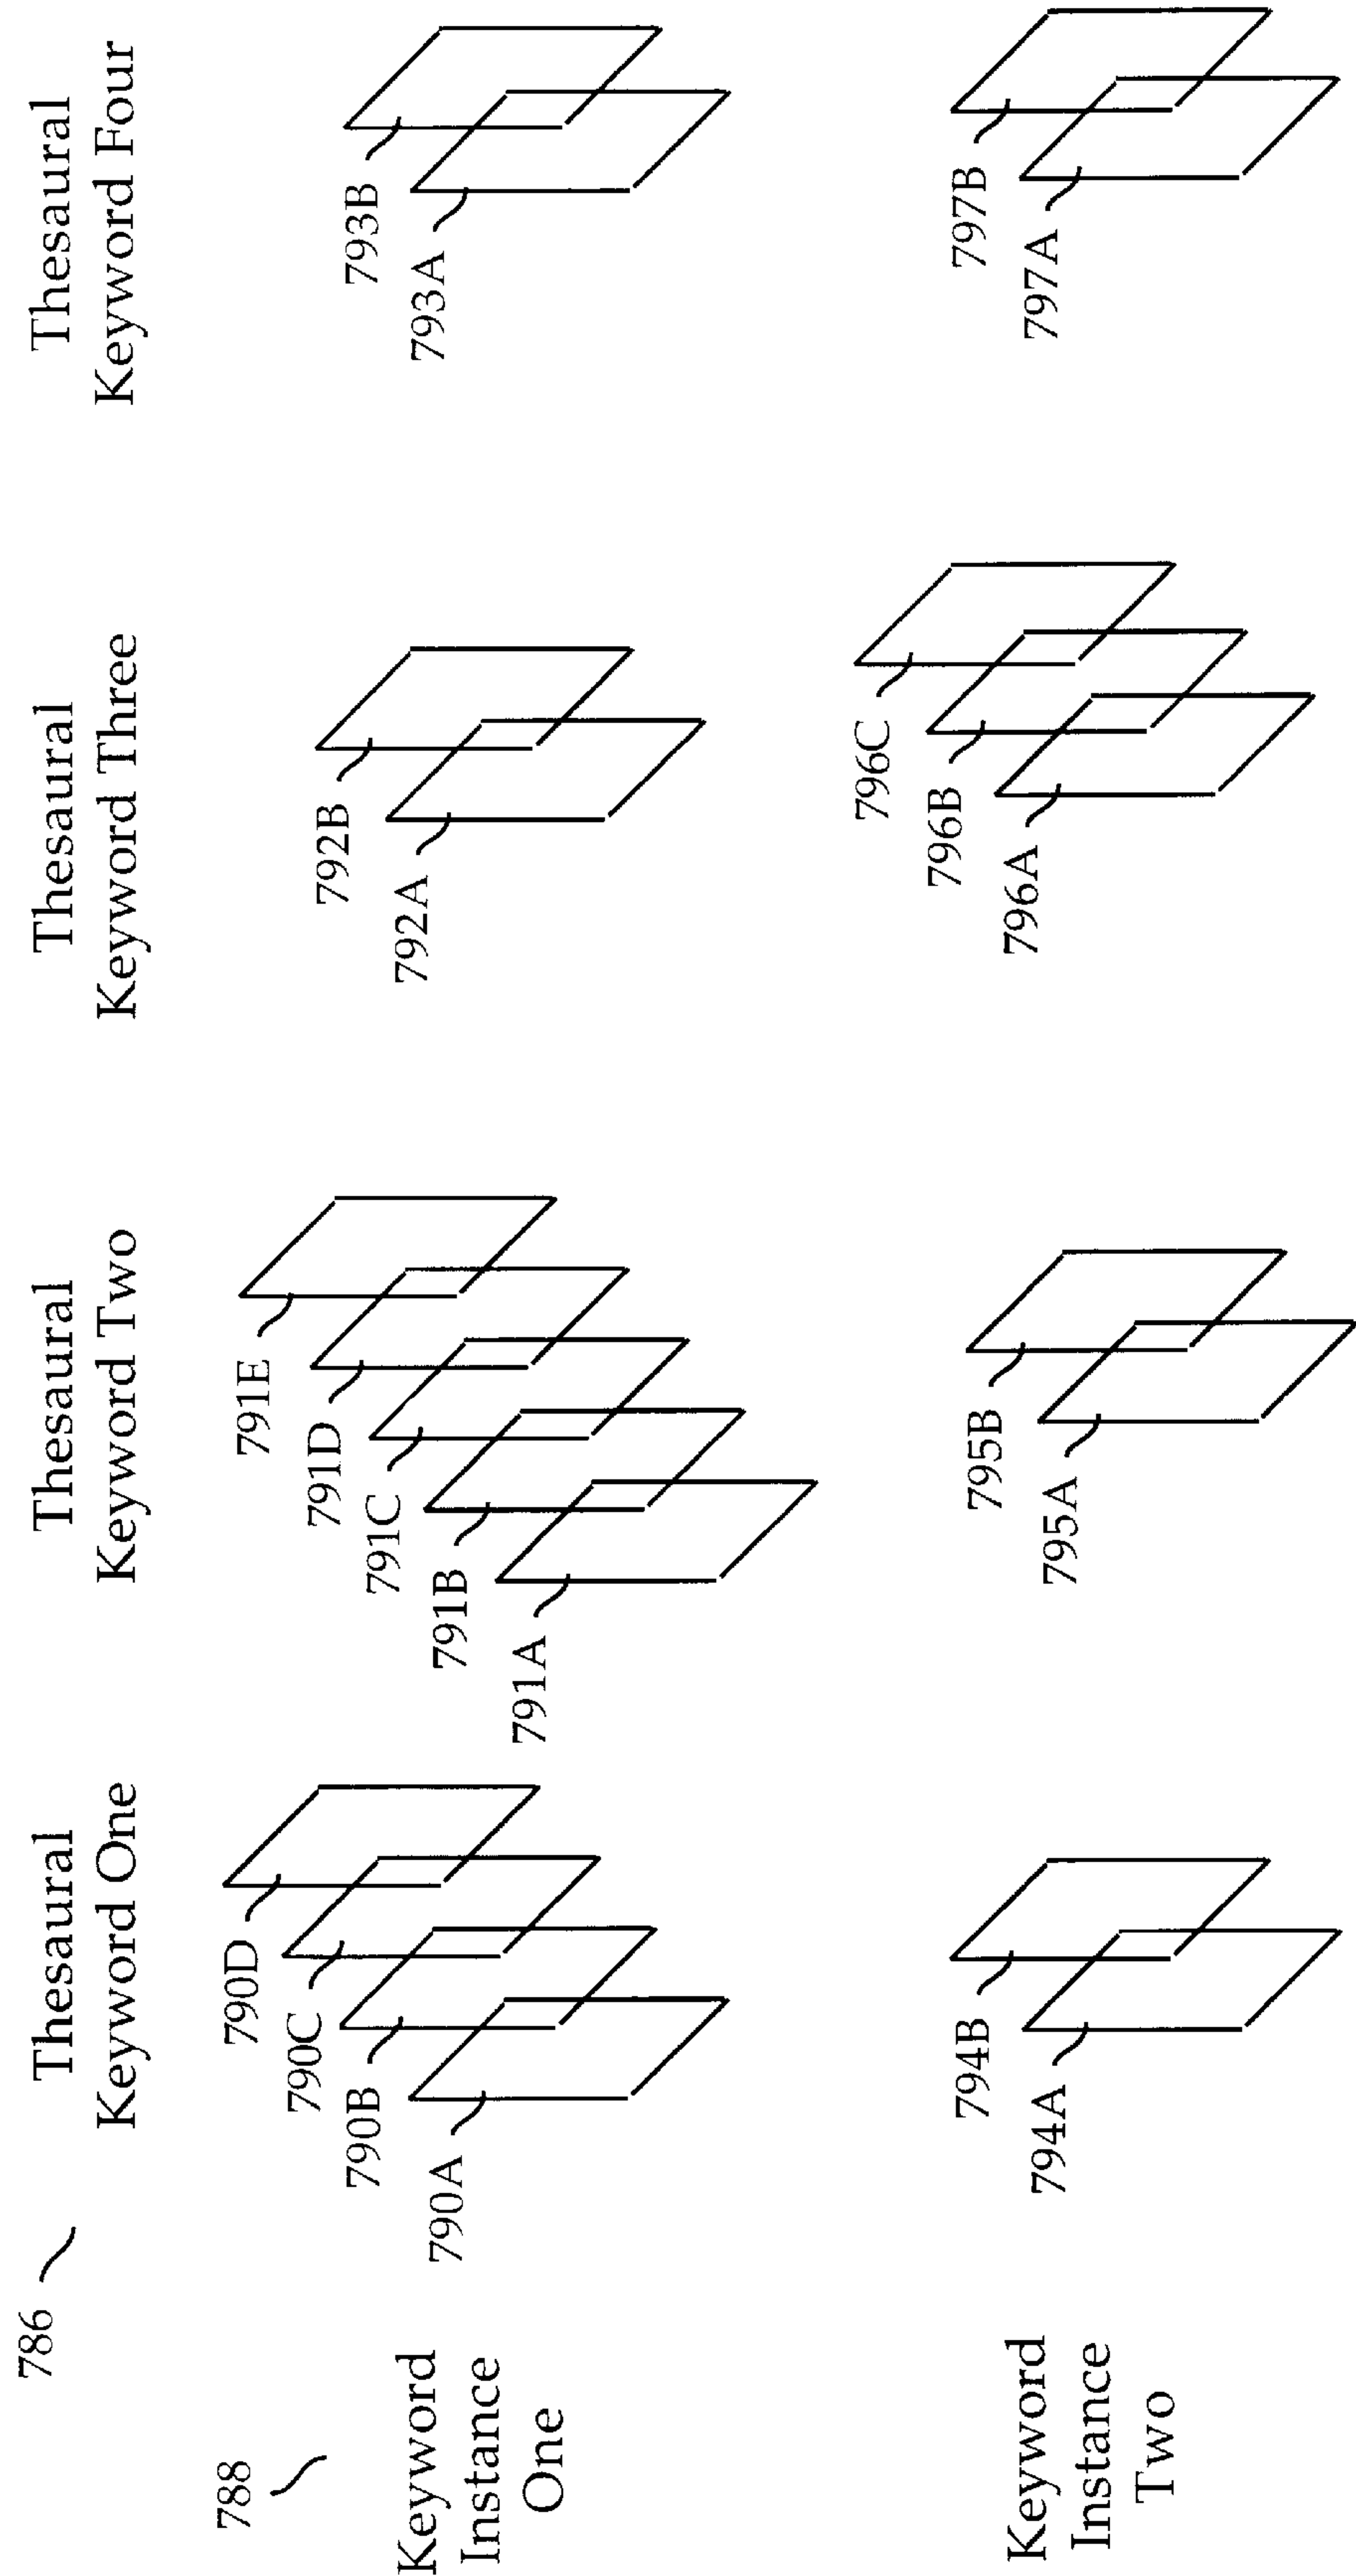 786
Thesaural
Keyword One
Thesaural
Keyword Two
Thesaural
Keyword Three
Thesaural
Keyword Four
788
Keyword
Instance
One
790D
790C
790B
790A
791E
791D
791C
791B
791A
792B
792A
793B
793A
Keyword
Instance
Two
794B
794A
795B
795A
796C
796B
796A
797B
797A